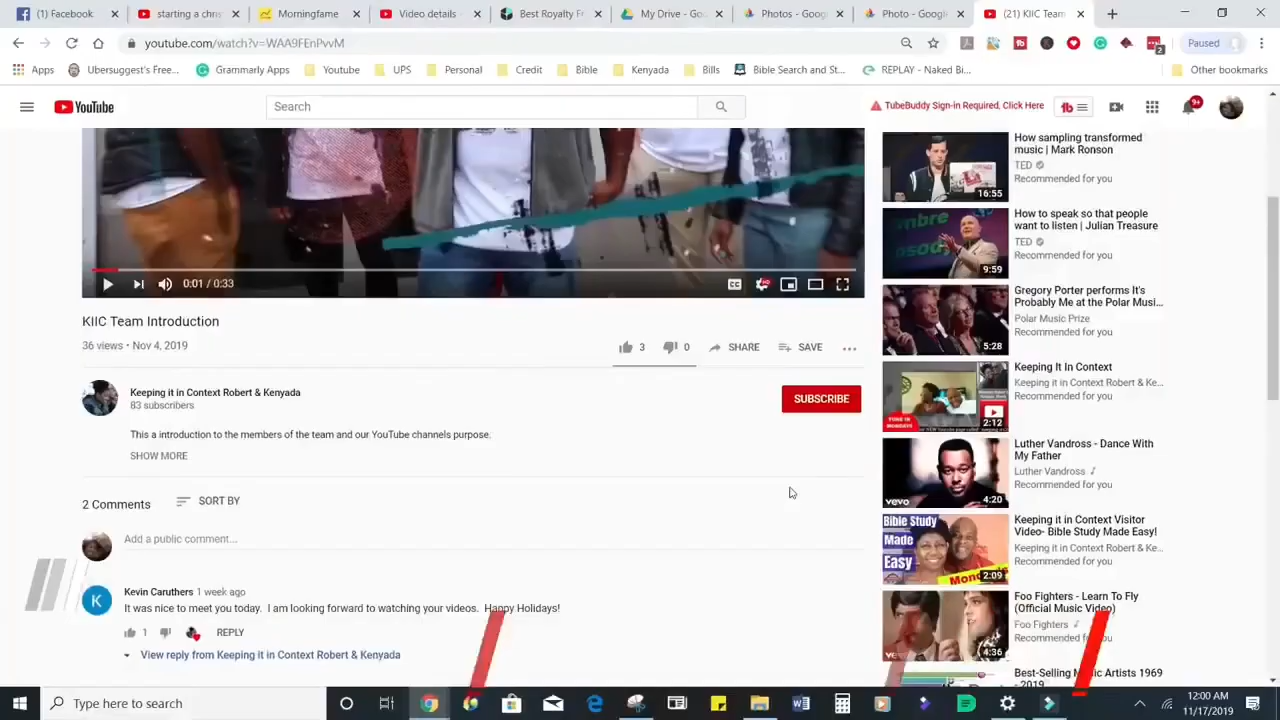 (1) Facebook
starting a chris
Morningfame
Video details
Best Realty
My Drive - Goo
Photos - Googl
Photo - Google
(21) KIIC Team
youtube.com/watch?v=
Paused
2
Apps
Ubersuggest's Free...
Grammarly Apps
Youtube
UPS
Personal
Credit
Bible
Kenyada
Bills
Bible Search and St...
REPLAY - Naked Bi...
Other bookmarks
YouTube
Search
TubeBuddy Sign-in Required, Click Here
9+
0:01 / 0:33
KIIC Team Introduction
36 views • Nov 4, 2019
3
0
SHARE
SAVE
Keeping it in Context Robert & Kenyada
83 subscribers
SUBSCRIBE
This a introduction to the members of the team and our YouTube channels purpose
SHOW MORE
2 Comments
SORT BY
Add a public comment...
K
Kevin Caruthers 1 week ago
It was nice to meet you today. I am looking forward to watching your videos. Happy Holidays!
1
REPLY
View reply from Keeping it in Context Robert & Kenyada
How sampling transformed
music | Mark Ronson
TED
Recommended for you
16:55
How to speak so that people
want to listen | Julian Treasure
TED
Recommended for you
9:59
Gregory Porter performs It's
Probably Me at the Polar Musi...
Polar Music Prize
Recommended for you
5:28
Keeping It In Context
Keeping it in Context Robert & Ke...
Recommended for you
2:12
Luther Vandross - Dance With
My Father
Luther Vandross
Recommended for you
vevo
4:20
Keeping it in Context Visitor
Video- Bible Study Made Easy!
Keeping it in Context Robert & Ke...
Recommended for you
Bible Study
Made
Easy
2:09
Foo Fighters - Learn To Fly
(Official Music Video)
Foo Fighters
Recommended
4:36
Best-Selling Music Artists 1969
- 2019
Type here to search
12:00 AM
11/17/2019